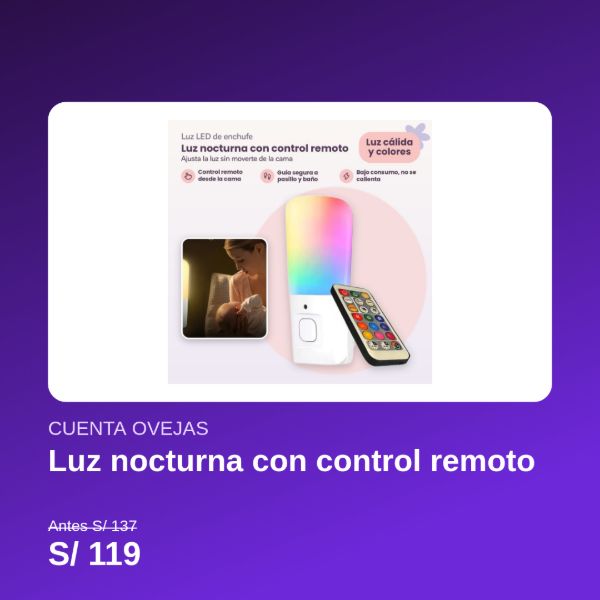 Luz LED de enchufe
Luz nocturna con control remoto
Ajusta la luz sin moverte de la cama
Luz cálida
y colores
Control remoto
desde la cama
Guía segura a
pasillo y baño
Bajo consumo, no se
calienta
CUENTA OVEJAS
Luz nocturna con control remoto
Antes S/ 137
S/ 119